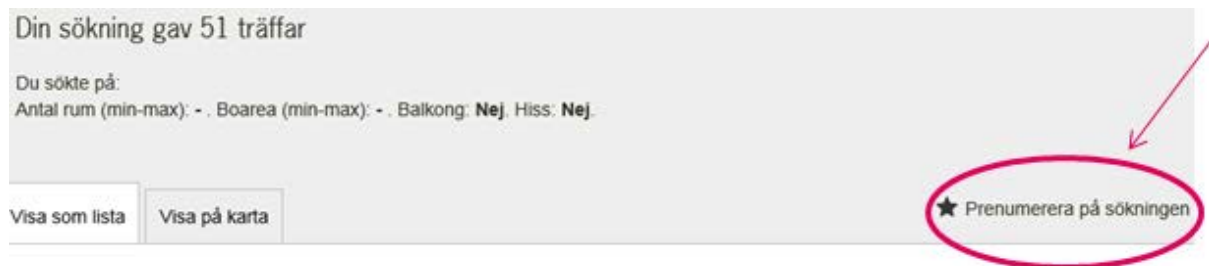 Din sökning gav 51 träffar
Du sökte på:
Antal rum (min-max): - . Boarea (min-max): - . Balkong: Nej. Hiss: Nej.
Visa som lista
Visa på karta
★ Prenumerera på sökningen